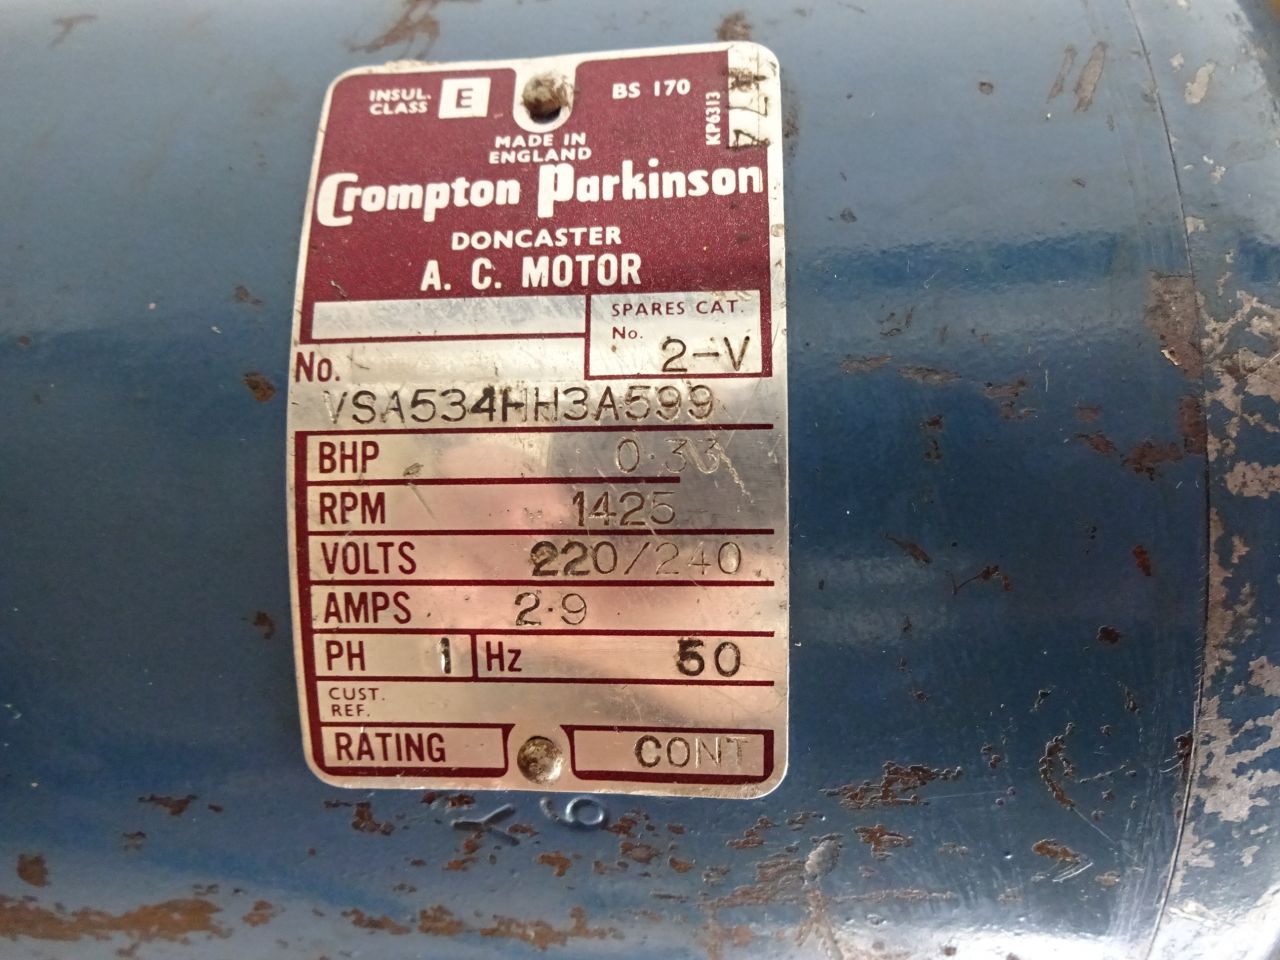 INSUL. CLASS E
BS 170
KP6313
MADE IN
ENGLAND
Crompton Parkinson
DONCASTER
A. C. MOTOR
SPARES CAT.
No. 2-V
No.
VSA534HH3A599
BHP 0.33
RPM 1425
VOLTS 220/240
AMPS 2.9
PH 1 Hz 50
CUST.
REF.
RATING CONT